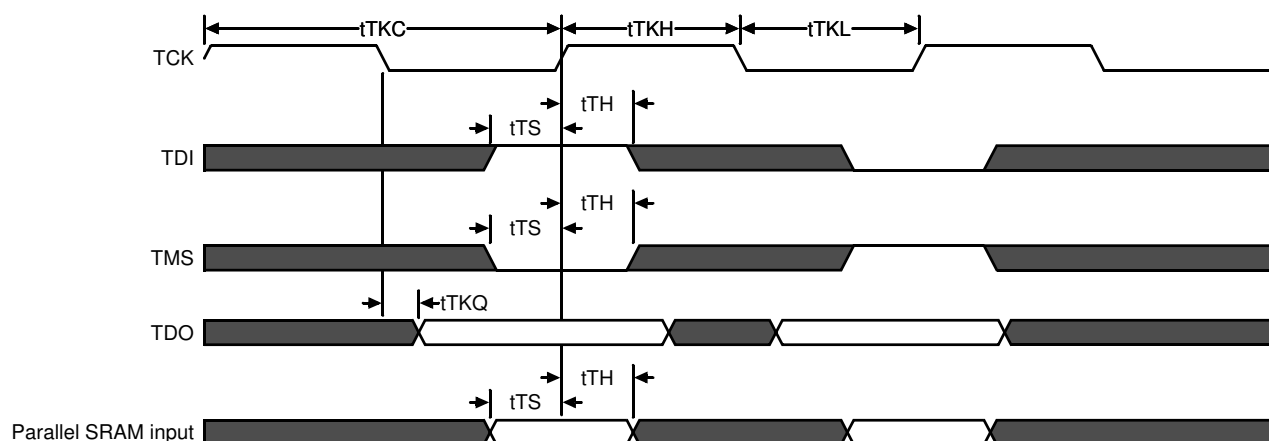 tTKC tTKH tTKL
TCK
tTH
tTS
TDI
tTH
tTS
TMS
tTKQ
TDO
tTH
tTS
Parallel SRAM input